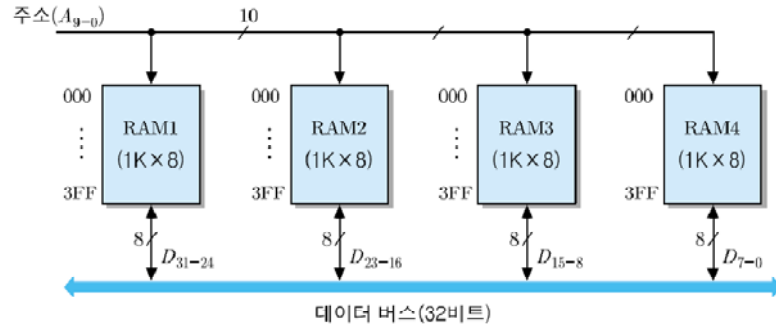 주소(A₉₋₀) 10
000 000 000 000
RAM1 RAM2 RAM3 RAM4
(1K×8) (1K×8) (1K×8) (1K×8)
⋮ ⋮ ⋮
3FF 3FF 3FF 3FF
8 8 8 8
D₃₁₋₂₄ D₂₃₋₁₆ D₁₅₋₈ D₇₋₀
데이터 버스(32비트)